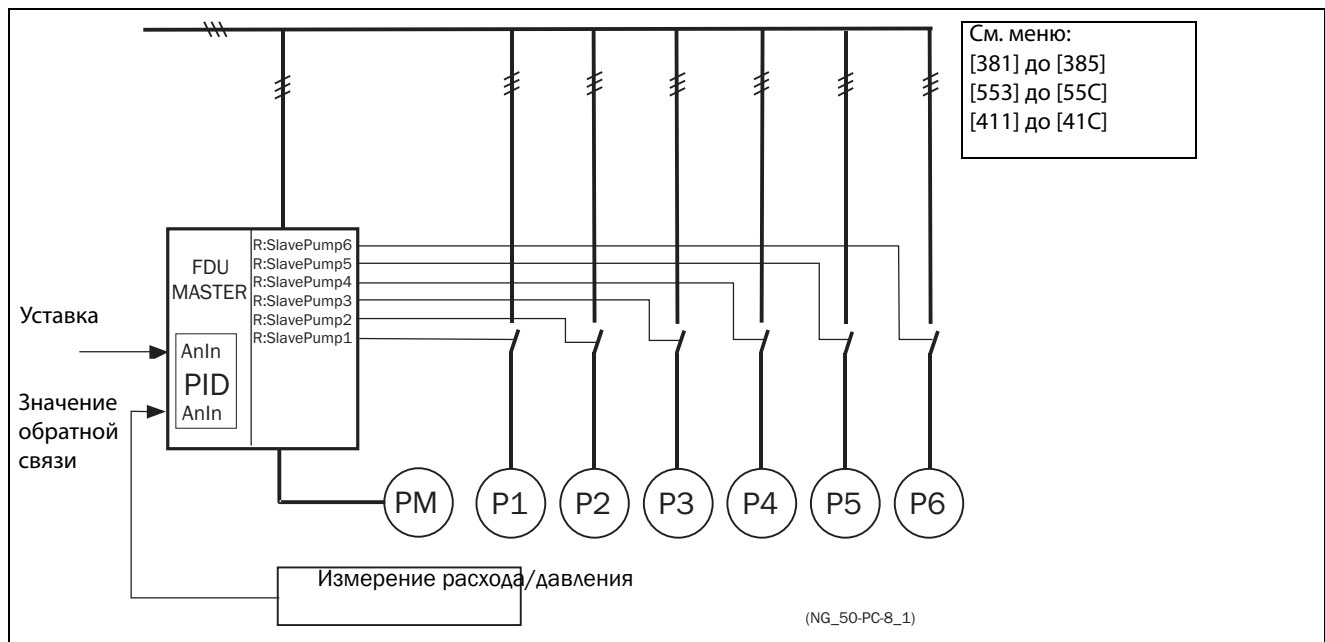 См. меню:
[381] до [385]
[553] до [55C]
[411] до [41C]
FDU
MASTER
R:SlavePump6
R:SlavePump5
R:SlavePump4
R:SlavePump3
R:SlavePump2
R:SlavePump1
Уставка
AnIn
PID
AnIn
Значение
обратной
связи
PM
P1
P2
P3
P4
P5
P6
Измерение расхода/давления
(NG_50-PC-8_1)